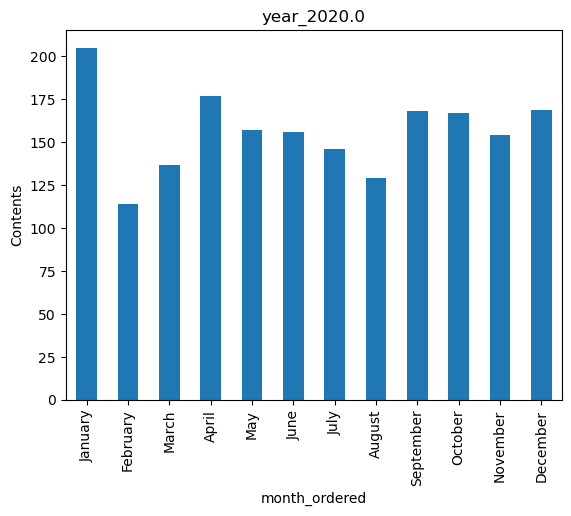 year_2020.0
Contents
200
175
150
125
100
75
50
25
0
January
February
March
April
May
June
July
August
September
October
November
December
month_ordered